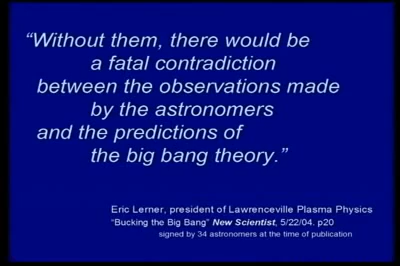 “Without them, there would be
a fatal contradiction
between the observations made
by the astronomers
and the predictions of
the big bang theory.”
Eric Lerner, president of Lawrenceville Plasma Physics
“Bucking the Big Bang” New Scientist, 5/22/04. p20
signed by 34 astronomers at the time of publication